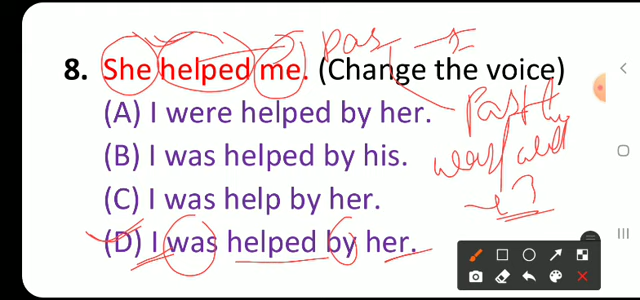 8. She helped me. (Change the voice)
(A) I were helped by her.
(B) I was helped by his.
(C) I was help by her.
(D) I was helped by her.